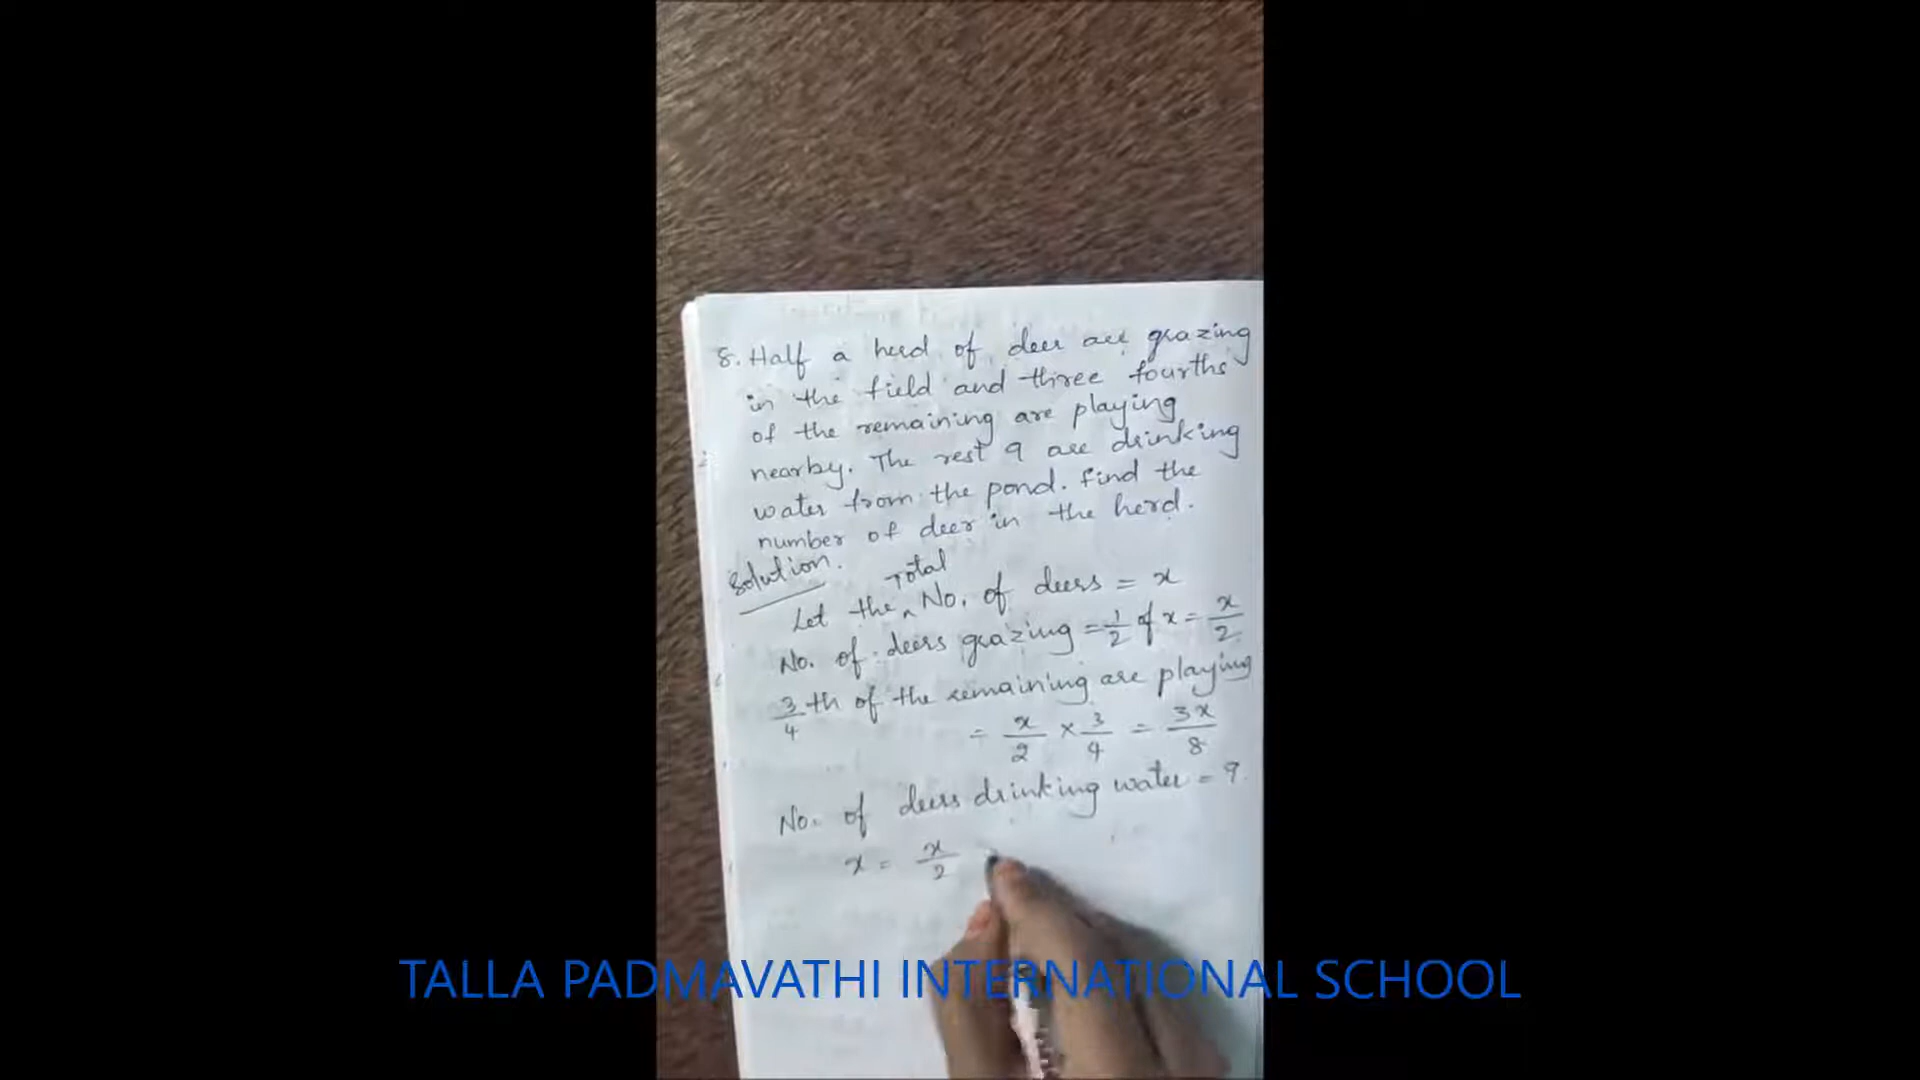 8. Half a herd of deer are grazing
in the field and three fourths
of the remaining are playing
nearby. The rest 9 are drinking
water from the pond. Find the
number of deer in the herd.
Solution.
Total
Let the ^ No. of deers = x
No. of deers grazing = 1/2 of x = x/2
3/4 th of the remaining are playing
= x/2 × 3/4 = 3x/8
No. of deers drinking water = 9.
x = x/2
TALLA PADMAVATHI INTERNATIONAL SCHOOL